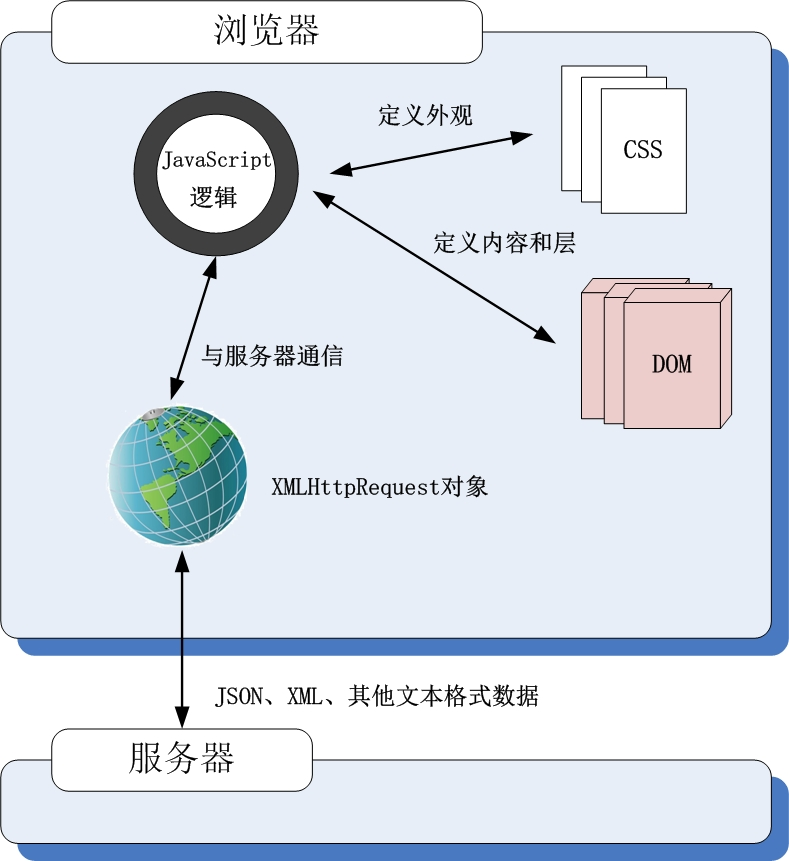 浏览器
定义外观
CSS
JavaScript
逻辑
定义内容和层
DOM
与服务器通信
XMLHttpRequest对象
JSON、XML、其他文本格式数据
服务器